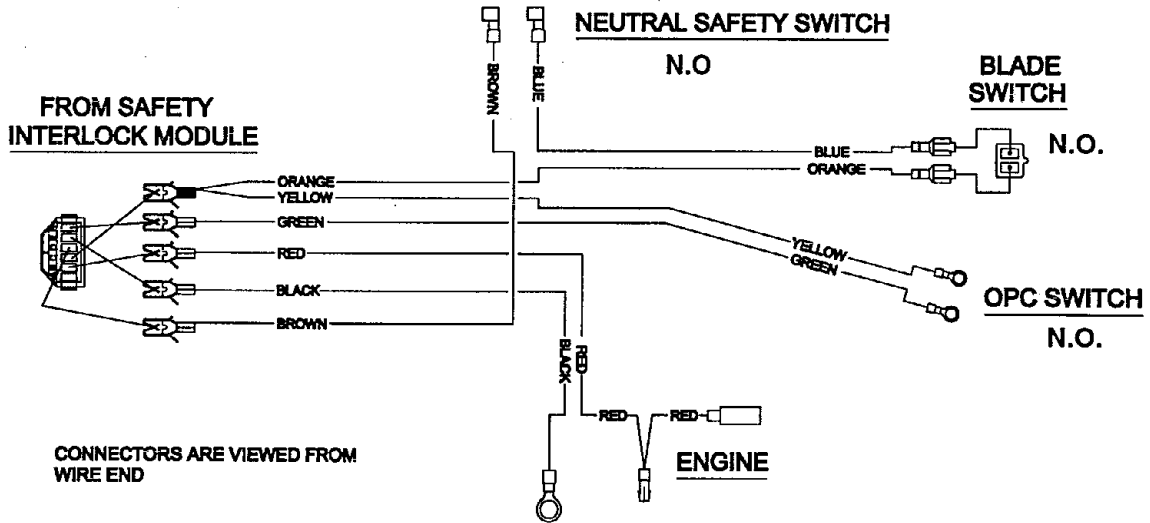 NEUTRAL SAFETY SWITCH
N.O
BLADE
SWITCH
N.O.
FROM SAFETY
INTERLOCK MODULE
BROWN
BLUE
BLUE
ORANGE
ORANGE
YELLOW
GREEN
RED
BLACK
BROWN
YELLOW
GREEN
OPC SWITCH
N.O.
BLACK
RED
RED
RED
ENGINE
CONNECTORS ARE VIEWED FROM
WIRE END